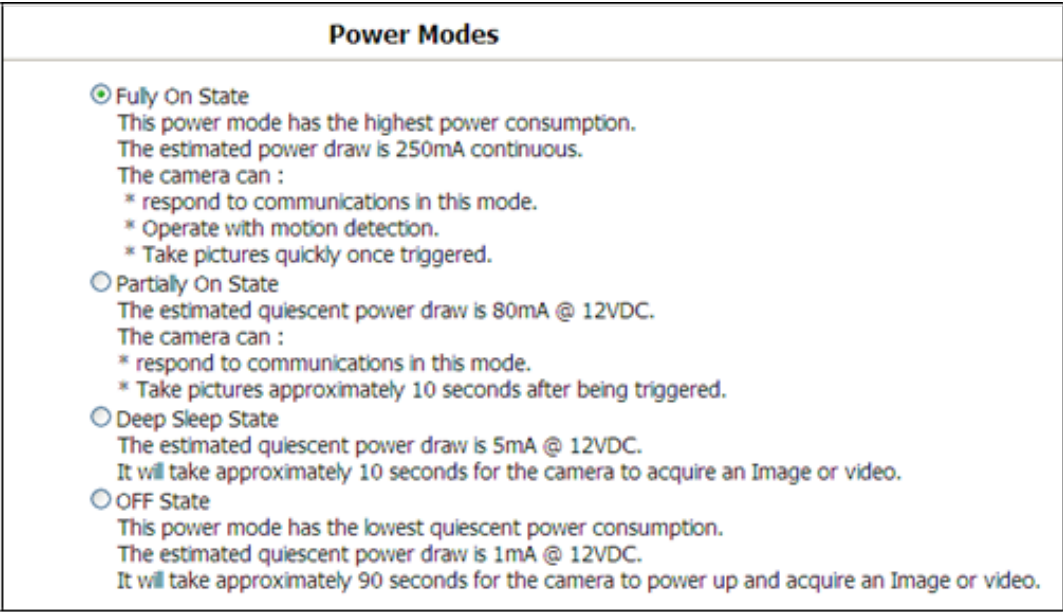 Power Modes
Fully On State
This power mode has the highest power consumption.
The estimated power draw is 250mA continuous.
The camera can :
* respond to communications in this mode.
* Operate with motion detection.
* Take pictures quickly once triggered.
Partially On State
The estimated quiescent power draw is 80mA @ 12VDC.
The camera can :
* respond to communications in this mode.
* Take pictures approximately 10 seconds after being triggered.
Deep Sleep State
The estimated quiescent power draw is 5mA @ 12VDC.
It will take approximately 10 seconds for the camera to acquire an Image or video.
OFF State
This power mode has the lowest quiescent power consumption.
The estimated quiescent power draw is 1mA @ 12VDC.
It will take approximately 90 seconds for the camera to power up and acquire an Image or video.